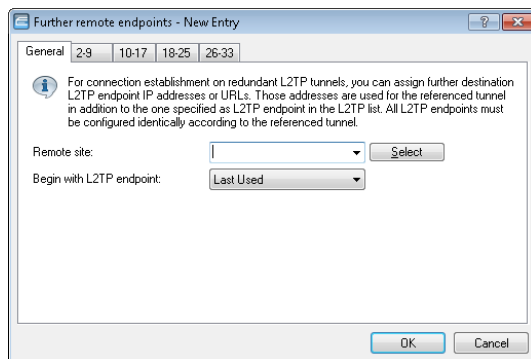 Further remote endpoints - New Entry
General 2-9 10-17 18-25 26-33
For connection establishment on redundant L2TP tunnels, you can assign further destination
L2TP endpoint IP addresses or URLs. Those addresses are used for the referenced tunnel
in addition to the one specified as L2TP endpoint in the L2TP list. All L2TP endpoints must
be configured identically according to the referenced tunnel.
Remote site: Select
Begin with L2TP endpoint: Last Used
OK Cancel